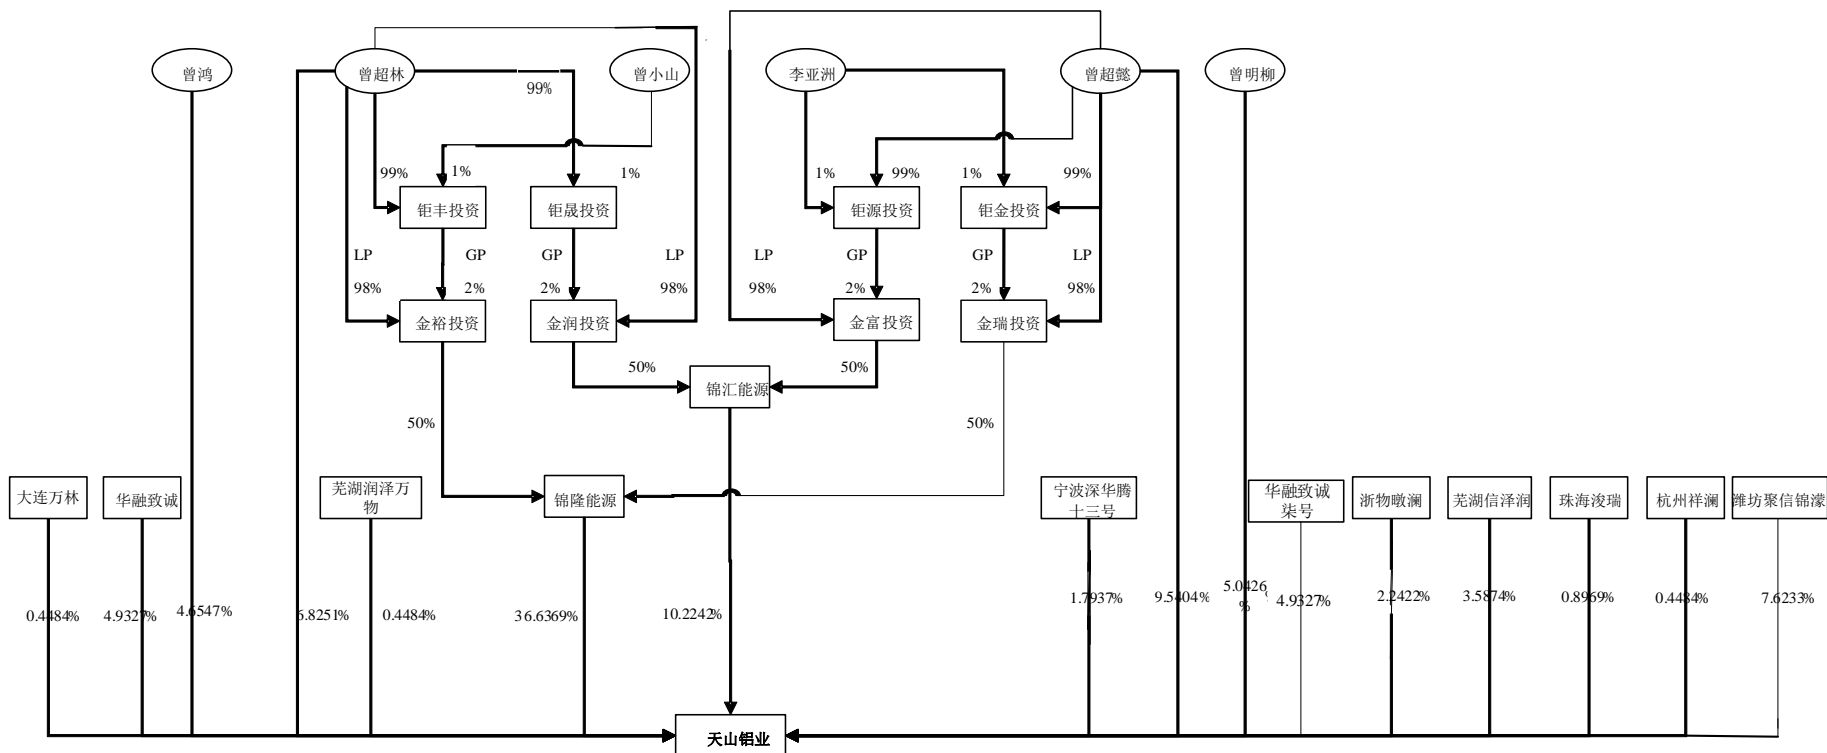 曾鸿
曾超林
曾小山
李亚洲
曾超懿
曾明柳
99%
99%
1%
1%
1%
99%
1%
99%
钜丰投资
钜晟投资
钜源投资
钜金投资
LP
GP
GP
LP
LP
GP
GP
LP
98%
2%
2%
98%
98%
2%
2%
98%
金裕投资
金润投资
金富投资
金瑞投资
50%
50%
锦汇能源
50%
50%
大连万林
华融致诚
芜湖润泽万
物
锦隆能源
宁波深华腾
十三号
华融致诚
柒号
浙物暾澜
芜湖信泽润
珠海浚瑞
杭州祥澜
潍坊聚信锦濛
0.4484%
4.9327%
4.6547%
6.8251%
0.4484%
36.6369%
10.2242%
1.7937%
9.5404%
5.0426
%
4.9327%
2.2422%
3.5874%
0.8969%
0.4484%
7.6233%
天山铝业